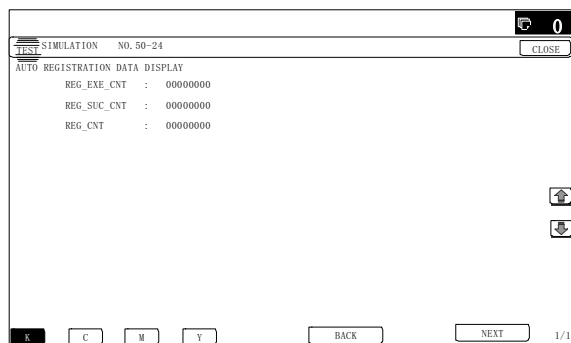 0
TEST SIMULATION NO.50-24 CLOSE
AUTO REGISTRATION DATA DISPLAY
REG_EXE_CNT : 00000000
REG_SUC_CNT : 00000000
REG_CNT : 00000000
K C M Y BACK NEXT 1/1